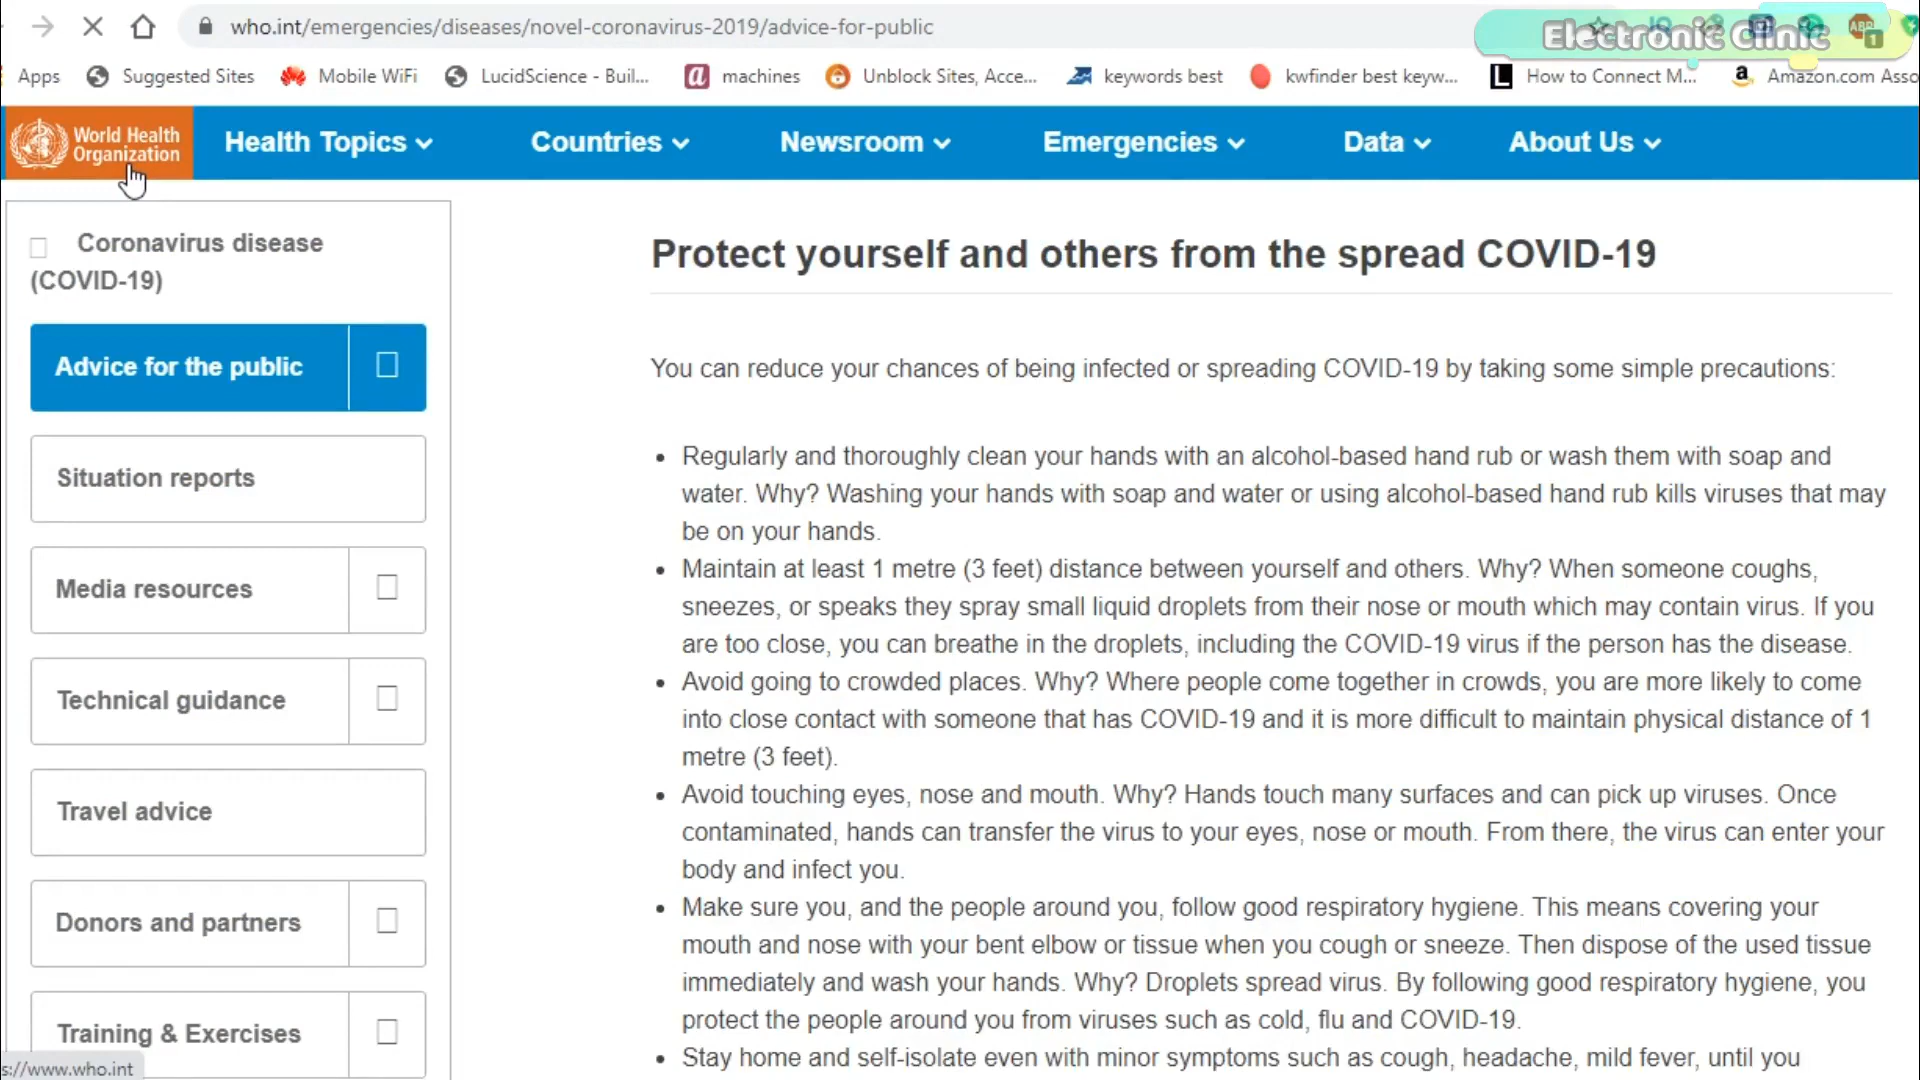 who.int/emergencies/diseases/novel-coronavirus-2019/advice-for-public
Electronic Clinic
ABP
1
Apps
Suggested Sites
Mobile WiFi
LucidScience - Buil...
machines
Unblock Sites, Acce...
keywords best
kwfinder best keyw...
How to Connect M...
Amazon.com Asso
World Health
Organization
Health Topics
Countries
Newsroom
Emergencies
Data
About Us
Coronavirus disease
(COVID-19)
Advice for the public
Situation reports
Media resources
Technical guidance
Travel advice
Donors and partners
Training & Exercises
s://www.who.int
Protect yourself and others from the spread COVID-19
You can reduce your chances of being infected or spreading COVID-19 by taking some simple precautions:
• Regularly and thoroughly clean your hands with an alcohol-based hand rub or wash them with soap and
water. Why? Washing your hands with soap and water or using alcohol-based hand rub kills viruses that may
be on your hands.
• Maintain at least 1 metre (3 feet) distance between yourself and others. Why? When someone coughs,
sneezes, or speaks they spray small liquid droplets from their nose or mouth which may contain virus. If you
are too close, you can breathe in the droplets, including the COVID-19 virus if the person has the disease.
• Avoid going to crowded places. Why? Where people come together in crowds, you are more likely to come
into close contact with someone that has COVID-19 and it is more difficult to maintain physical distance of 1
metre (3 feet).
• Avoid touching eyes, nose and mouth. Why? Hands touch many surfaces and can pick up viruses. Once
contaminated, hands can transfer the virus to your eyes, nose or mouth. From there, the virus can enter your
body and infect you.
• Make sure you, and the people around you, follow good respiratory hygiene. This means covering your
mouth and nose with your bent elbow or tissue when you cough or sneeze. Then dispose of the used tissue
immediately and wash your hands. Why? Droplets spread virus. By following good respiratory hygiene, you
protect the people around you from viruses such as cold, flu and COVID-19.
• Stay home and self-isolate even with minor symptoms such as cough, headache, mild fever, until you